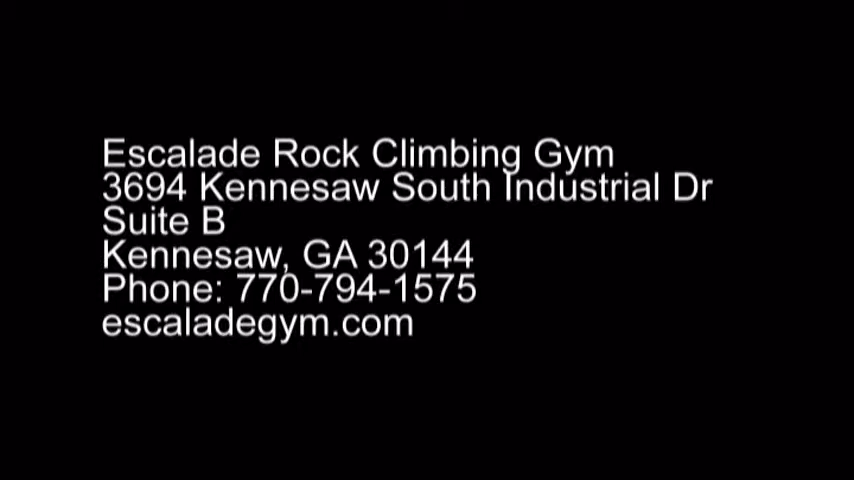 Escalade Rock Climbing Gym
3694 Kennesaw South Industrial Dr
Suite B
Kennesaw, GA 30144
Phone: 770-794-1575
escaladegym.com